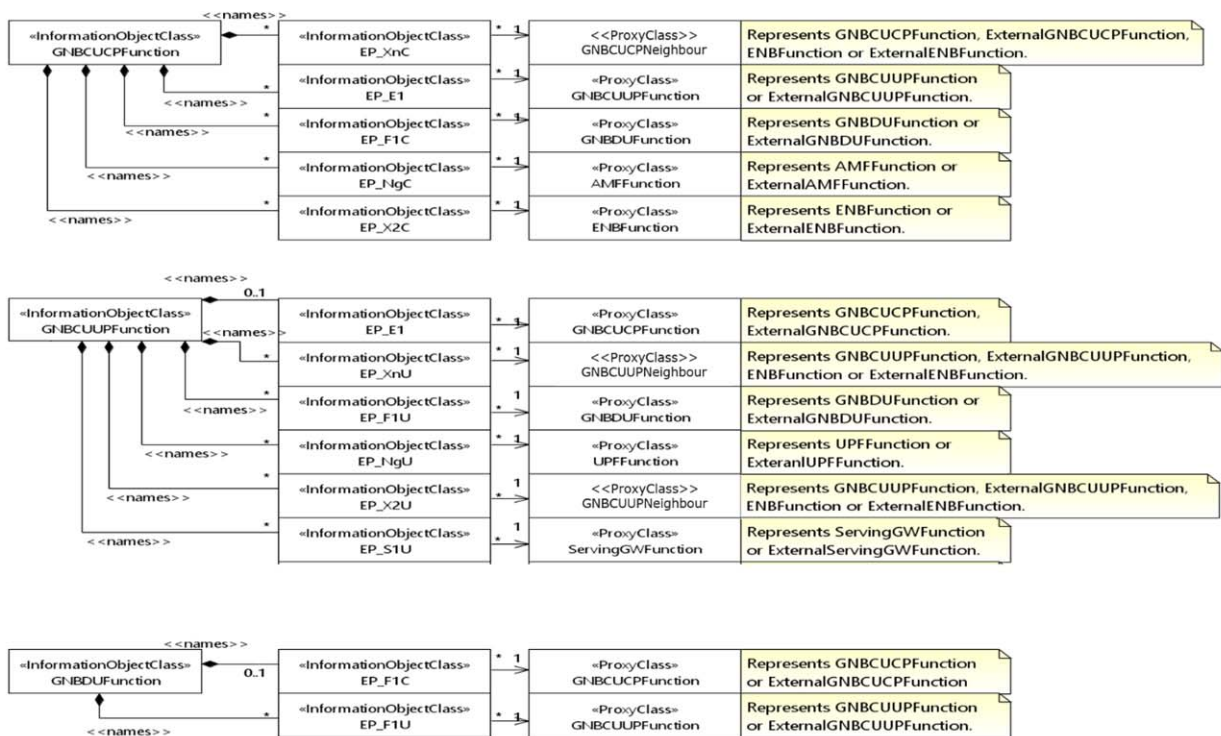 <<names>>
«InformationObjectClass»
GNBCUCPFunction
*
«InformationObjectClass»
EP_XnC
* 1
<<ProxyClass>>
GNBCUCPNeighbour
Represents GNBCUCPFunction, ExternalGNBCUCPFunction,
ENBFunction or ExternalENBFunction.
<<names>>
*
«InformationObjectClass»
EP_E1
* 1
«ProxyClass»
GNBCUUPFunction
Represents GNBCUUPFunction
or ExternalGNBCUUPFunction.
<<names>>
*
«InformationObjectClass»
EP_F1C
* 1
«ProxyClass»
GNBDUFunction
Represents GNBDUFunction or
ExternalGNBDUFunction.
<<names>>
*
«InformationObjectClass»
EP_NgC
* 1
«ProxyClass»
AMFFunction
Represents AMFFunction or
ExternalAMFFunction.
<<names>>
*
«InformationObjectClass»
EP_X2C
* 1
«ProxyClass»
ENBFunction
Represents ENBFunction or
ExternalENBFunction.
<<names>>
0..1
«InformationObjectClass»
GNBCUUPFunction
«InformationObjectClass»
EP_E1
* 1
«ProxyClass»
GNBCUCPFunction
Represents GNBCUCPFunction,
ExternalGNBCUCPFunction.
<<names>>
*
«InformationObjectClass»
EP_XnU
* 1
<<ProxyClass>>
GNBCUUPNeighbour
Represents GNBCUUPFunction, ExternalGNBCUUPFunction,
ENBFunction or ExternalENBFunction.
<<names>>
*
«InformationObjectClass»
EP_F1U
* 1
«ProxyClass»
GNBDUFunction
Represents GNBDUFunction or
ExternalGNBDUFunction.
<<names>>
*
«InformationObjectClass»
EP_NgU
* 1
«ProxyClass»
UPFFunction
Represents UPFFunction or
ExteranlUPFFunction.
<<names>>
*
«InformationObjectClass»
EP_X2U
* 1
<<ProxyClass>>
GNBCUUPNeighbour
Represents GNBCUUPFunction, ExternalGNBCUUPFunction,
ENBFunction or ExternalENBFunction.
<<names>>
*
«InformationObjectClass»
EP_S1U
* 1
«ProxyClass»
ServingGWFunction
Represents ServingGWFunction
or ExternalServingGWFunction.
<<names>>
0..1
«InformationObjectClass»
GNBDUFunction
«InformationObjectClass»
EP_F1C
* 1
«ProxyClass»
GNBCUCPFunction
Represents GNBCUCPFunction
or ExternalGNBCUCPFunction
<<names>>
*
«InformationObjectClass»
EP_F1U
* 1
«ProxyClass»
GNBCUUPFunction
Represents GNBCUUPFunction
or ExternalGNBCUUPFunction.